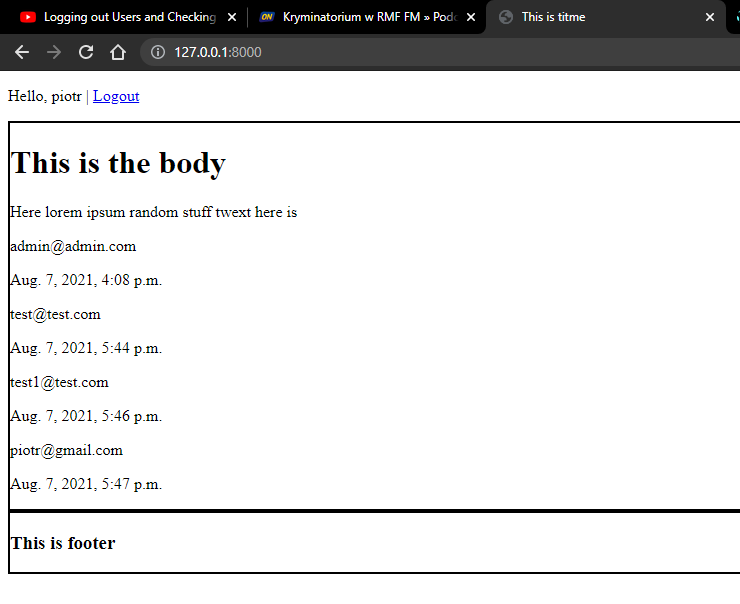 Logging out Users and Checking
ON Kryminatorium w RMF FM » Podc
This is titme
127.0.0.1:8000
Hello, piotr | Logout
This is the body
Here lorem ipsum random stuff twext here is
admin@admin.com
Aug. 7, 2021, 4:08 p.m.
test@test.com
Aug. 7, 2021, 5:44 p.m.
test1@test.com
Aug. 7, 2021, 5:46 p.m.
piotr@gmail.com
Aug. 7, 2021, 5:47 p.m.
This is footer